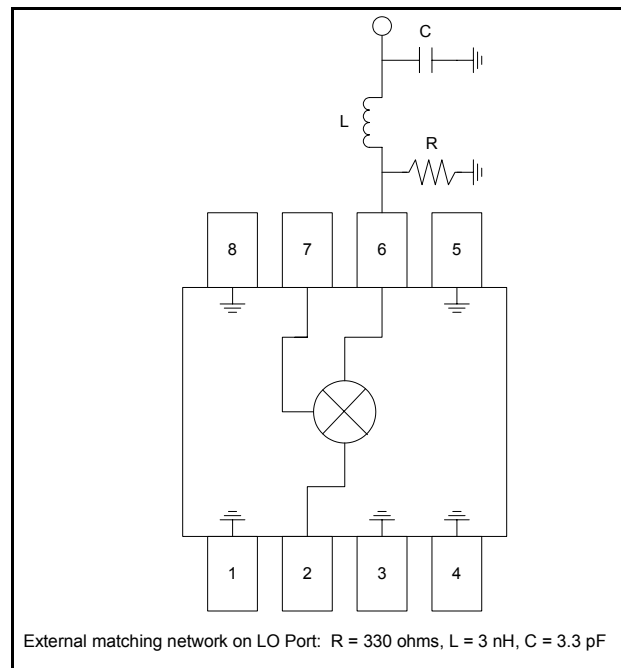 C
L
R
8 7 6 5
1 2 3 4
External matching network on LO Port: R = 330 ohms, L = 3 nH, C = 3.3 pF